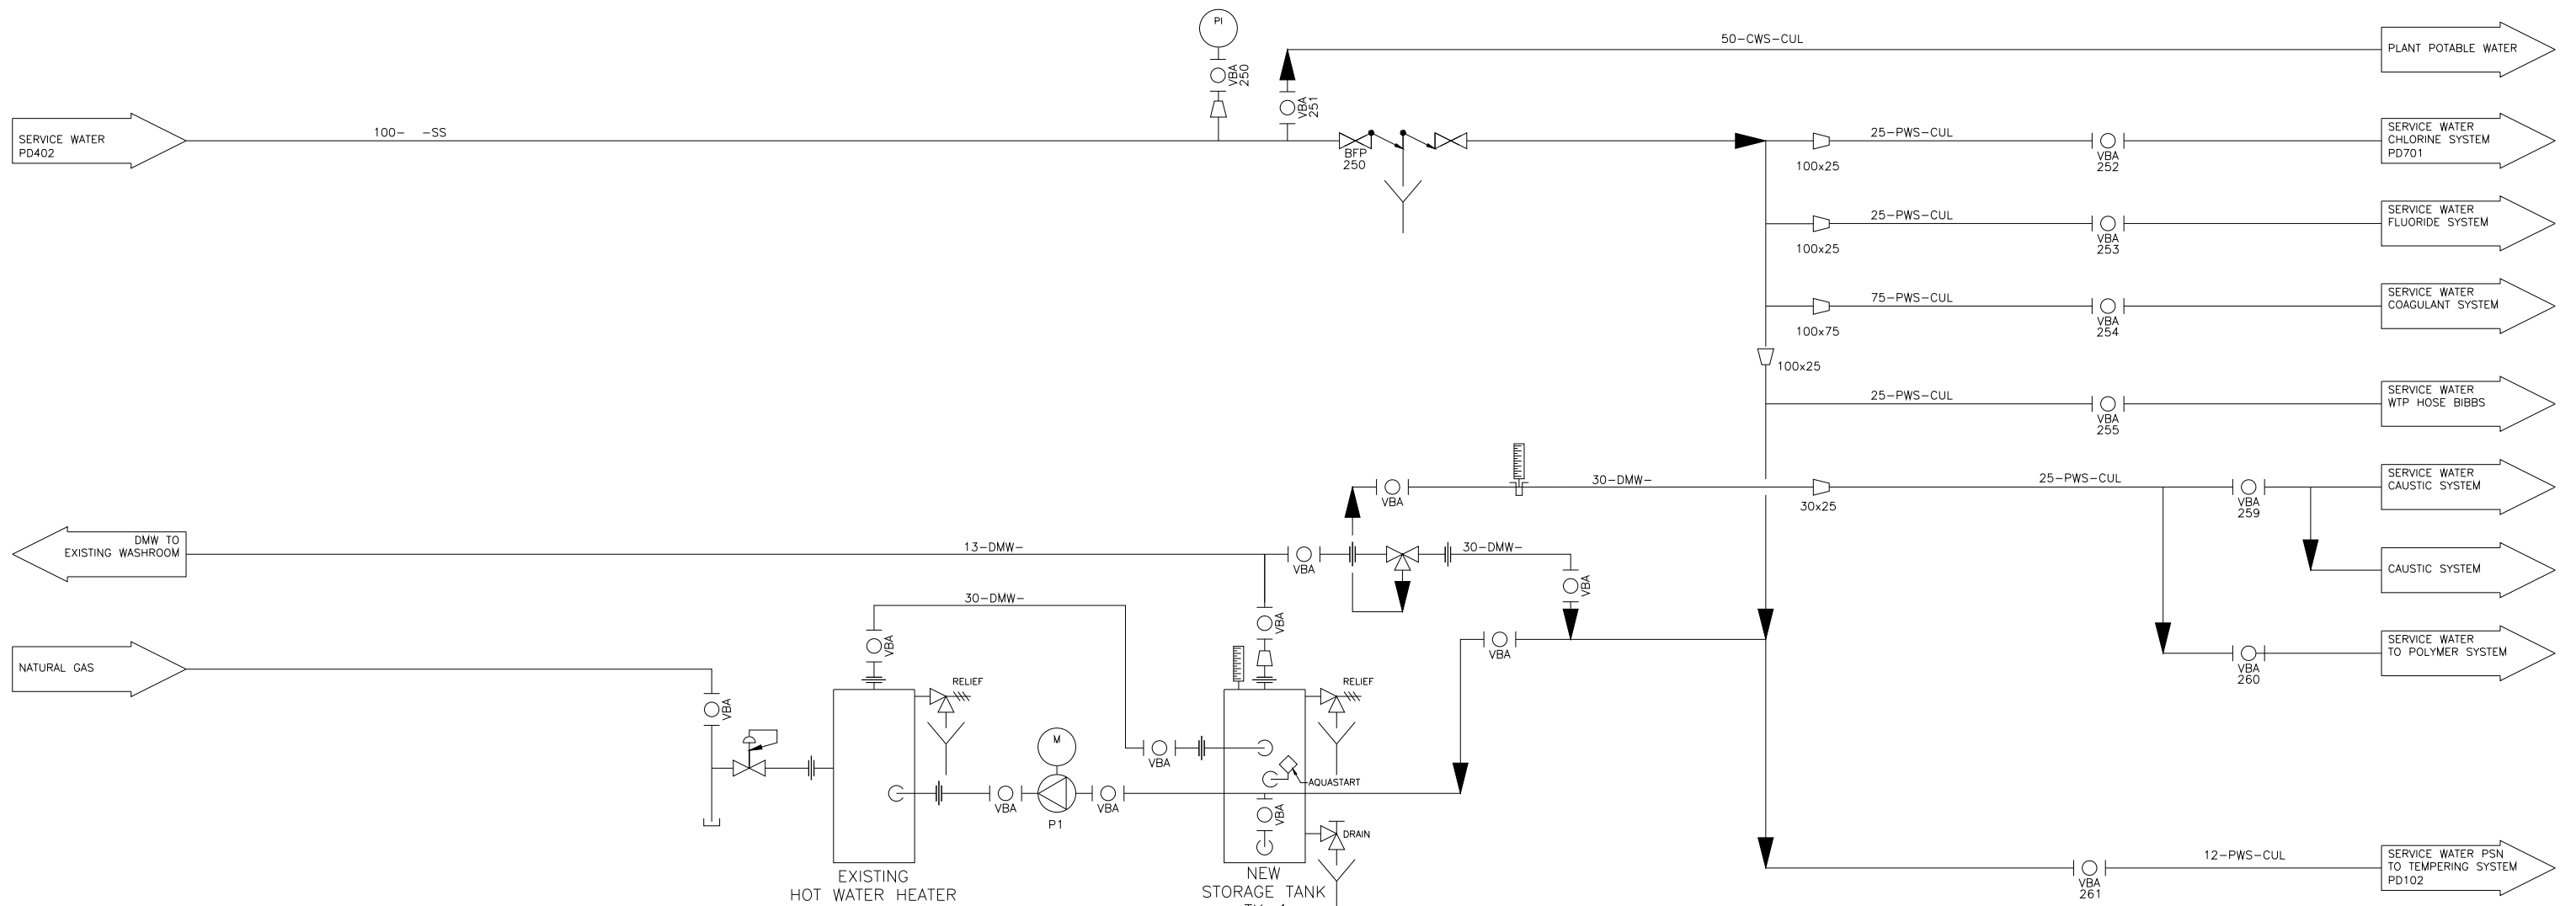 PI
VBA
250
50-CWS-CUL
PLANT POTABLE WATER
VBA
251
SERVICE WATER
PD402
100- -SS
BFP
250
100x25
25-PWS-CUL
VBA
252
SERVICE WATER
CHLORINE SYSTEM
PD701
100x25
25-PWS-CUL
VBA
253
SERVICE WATER
FLUORIDE SYSTEM
100x75
75-PWS-CUL
VBA
254
SERVICE WATER
COAGULANT SYSTEM
100x25
25-PWS-CUL
VBA
255
SERVICE WATER
WTP HOSE BIBBS
VBA
30-DMW-
30x25
25-PWS-CUL
VBA
259
SERVICE WATER
CAUSTIC SYSTEM
DMW TO
EXISTING WASHROOM
13-DMW-
VBA
30-DMW-
VBA
CAUSTIC SYSTEM
30-DMW-
VBA
VBA
VBA
NATURAL GAS
VBA
RELIEF
RELIEF
VBA
260
SERVICE WATER
TO POLYMER SYSTEM
M
VBA
AQUASTART
VBA
P1
VBA
VBA
DRAIN
EXISTING
HOT WATER HEATER
NEW
STORAGE TANK
VBA
261
12-PWS-CUL
SERVICE WATER PSN
TO TEMPERING SYSTEM
PD102